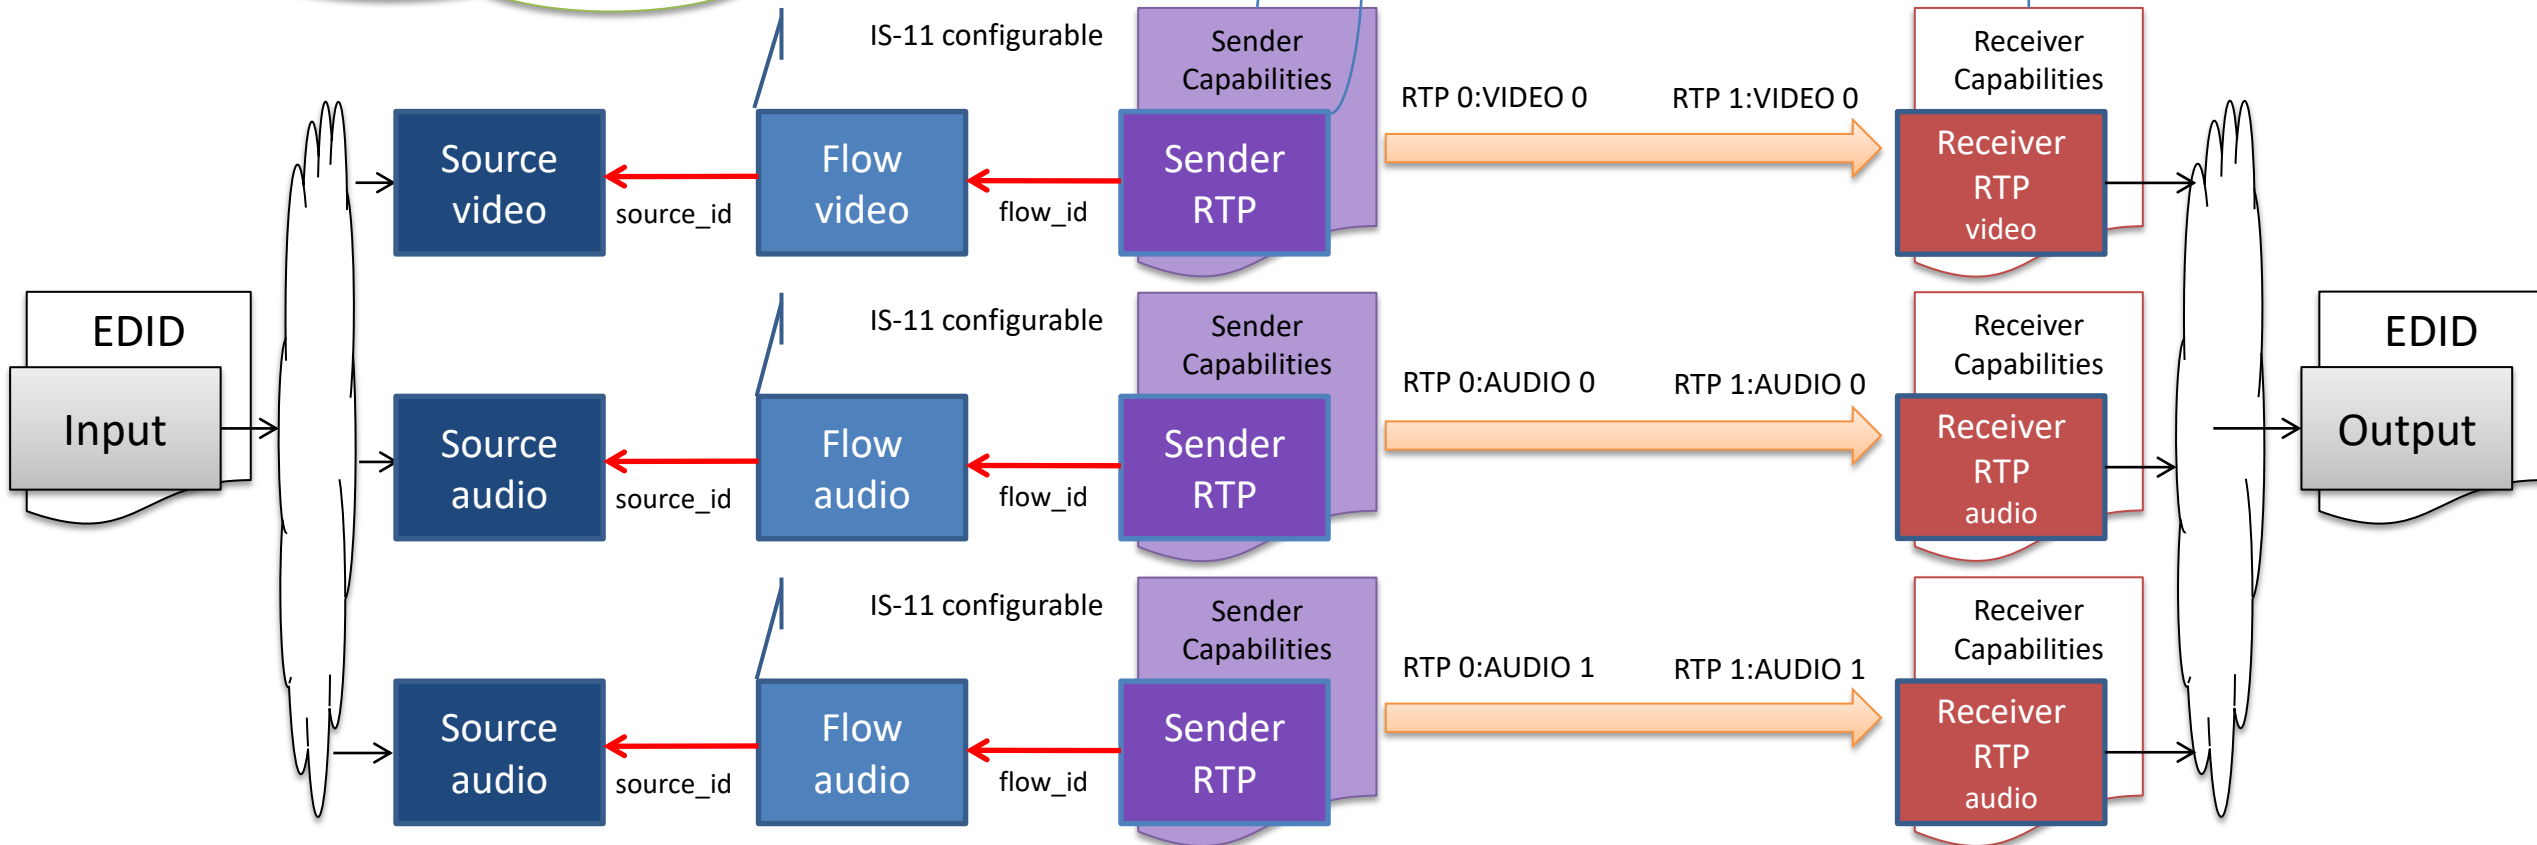 IS-11 configurable
Sender
Capabilities
Receiver
Capabilities
RTP 0:VIDEO 0
RTP 1:VIDEO 0
Source
video
source_id
Flow
video
flow_id
Sender
RTP
Receiver
RTP
video
EDID
Input
IS-11 configurable
Sender
Capabilities
Receiver
Capabilities
RTP 0:AUDIO 0
RTP 1:AUDIO 0
Source
audio
source_id
Flow
audio
flow_id
Sender
RTP
Receiver
RTP
audio
EDID
Output
IS-11 configurable
Sender
Capabilities
Receiver
Capabilities
RTP 0:AUDIO 1
RTP 1:AUDIO 1
Source
audio
source_id
Flow
audio
flow_id
Sender
RTP
Receiver
RTP
audio